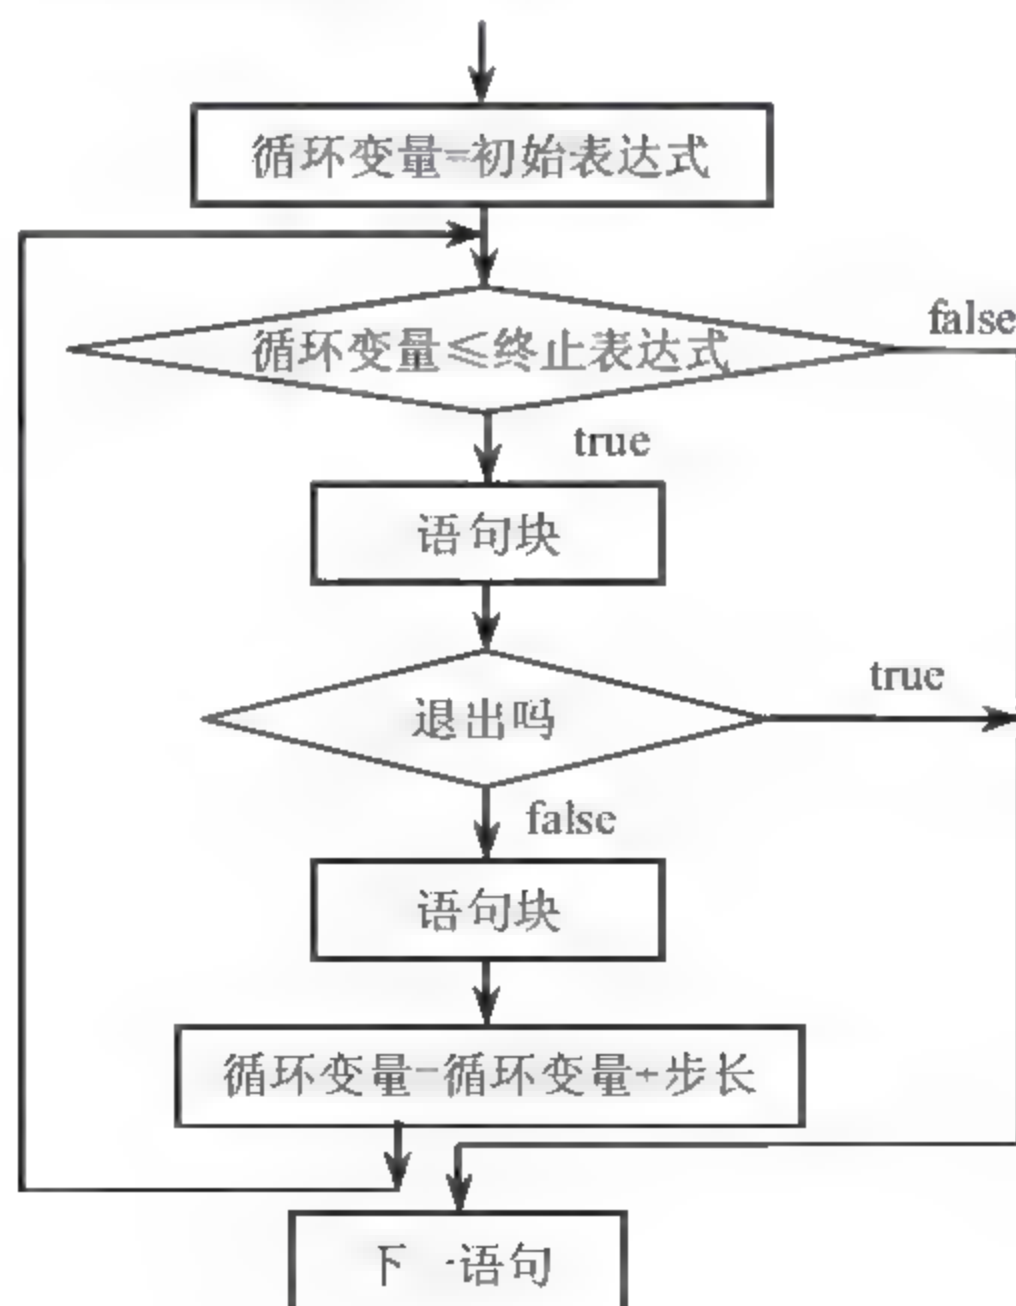 循环变量=初始表达式
循环变量≤终止表达式
false
true
语句块
退出吗
true
false
语句块
循环变量=循环变量+步长
下一语句